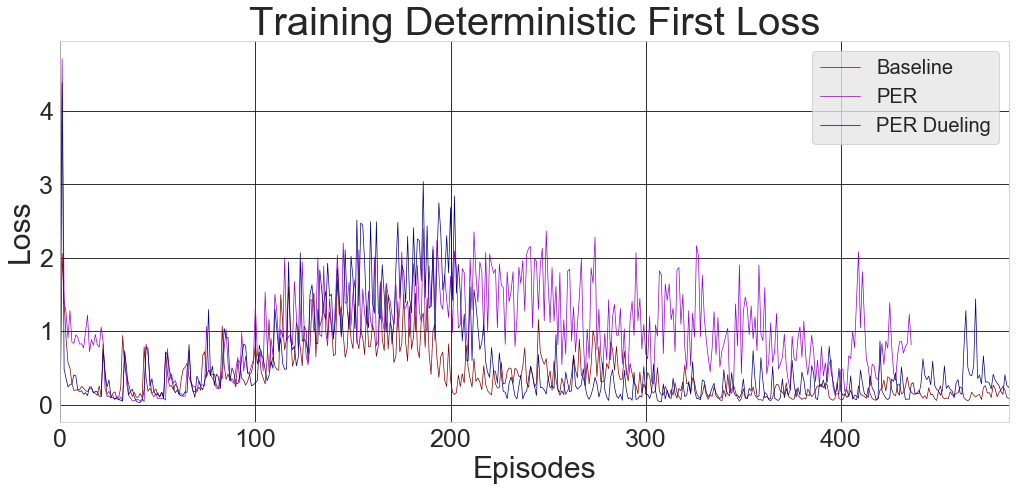 Training Deterministic First Loss
Baseline
PER
PER Dueling
Loss
4
3
2
1
0
0 100 200 300 400
Episodes